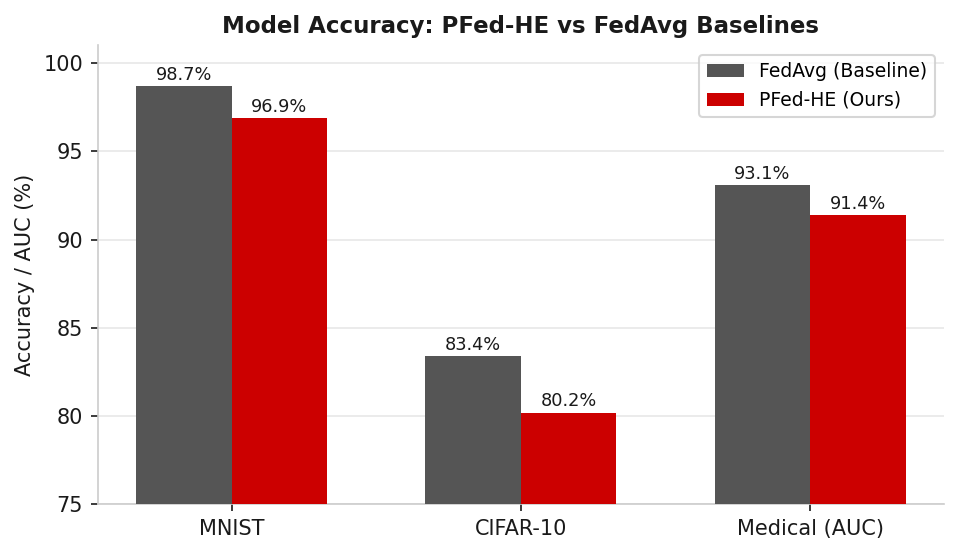 Model Accuracy: PFed-HE vs FedAvg Baselines
FedAvg (Baseline)
PFed-HE (Ours)
Accuracy / AUC (%)
100
95
90
85
80
75
98.7%
96.9%
83.4%
80.2%
93.1%
91.4%
MNIST
CIFAR-10
Medical (AUC)